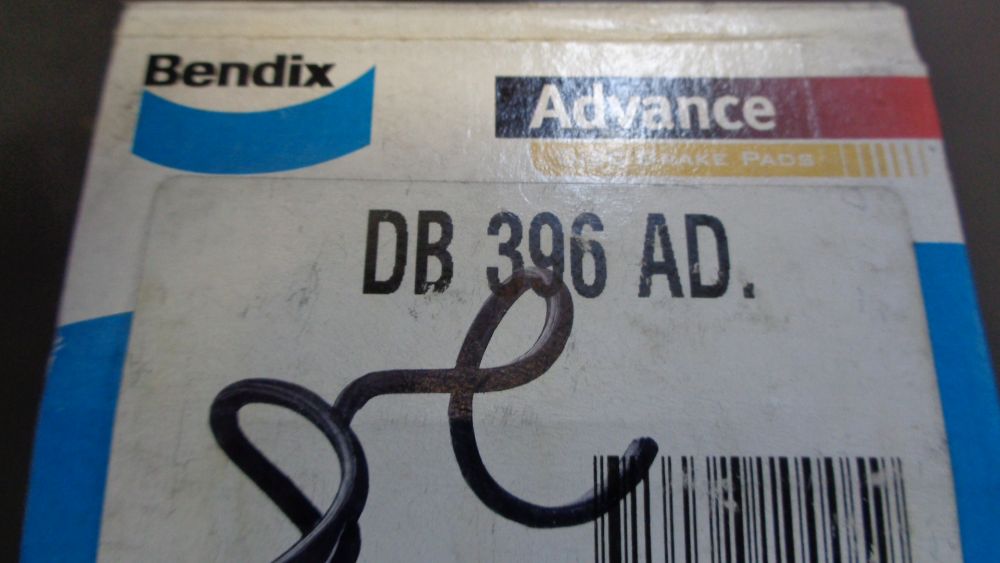 Bendix
Advance
BRAKE PADS
DB 396 AD.